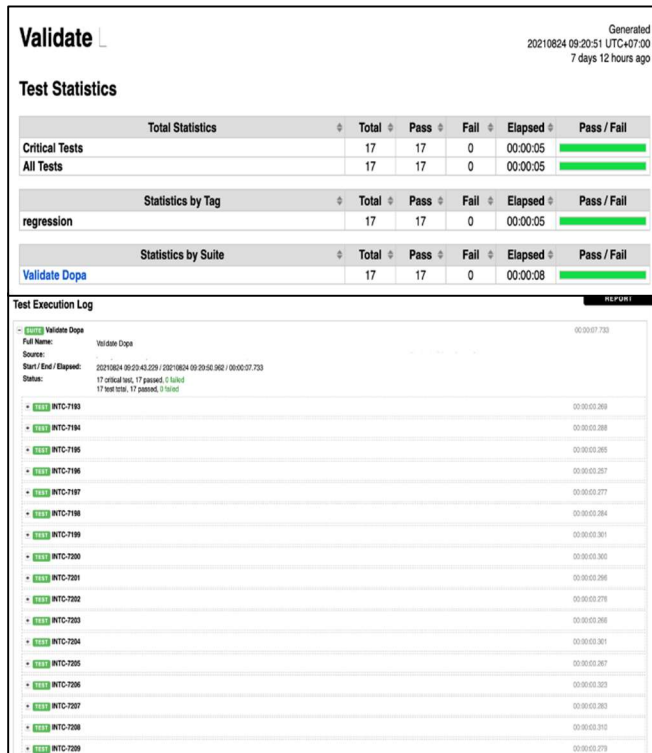 Validate
Generated
20210824 09:20:51 UTC+07:00
7 days 12 hours ago
Test Statistics
Total Statistics Total Pass Fail Elapsed Pass / Fail
Critical Tests 17 17 0 00:00:05
All Tests 17 17 0 00:00:05
Statistics by Tag Total Pass Fail Elapsed Pass / Fail
regression 17 17 0 00:00:05
Statistics by Suite Total Pass Fail Elapsed Pass / Fail
Validate Dopa 17 17 0 00:00:08
REPORT
Test Execution Log
SUITE Validate Dopa 00:00:07.733
Full Name: Validate Dopa
Source:
Start / End / Elapsed: 20210824 09:20:43.229 / 20210824 09:20:50.962 / 00:00:07.733
Status: 17 critical test, 17 passed, 0 failed
17 test total, 17 passed, 0 failed
TEST INTC-7193 00:00:00.269
TEST INTC-7194 00:00:00.288
TEST INTC-7195 00:00:00.265
TEST INTC-7196 00:00:00.257
TEST INTC-7197 00:00:00.277
TEST INTC-7198 00:00:00.284
TEST INTC-7199 00:00:00.301
TEST INTC-7200 00:00:00.300
TEST INTC-7201 00:00:00.298
TEST INTC-7202 00:00:00.276
TEST INTC-7203 00:00:00.268
TEST INTC-7204 00:00:00.301
TEST INTC-7205 00:00:00.267
TEST INTC-7206 00:00:00.323
TEST INTC-7207 00:00:00.283
TEST INTC-7208 00:00:00.310
TEST INTC-7209 00:00:00.279